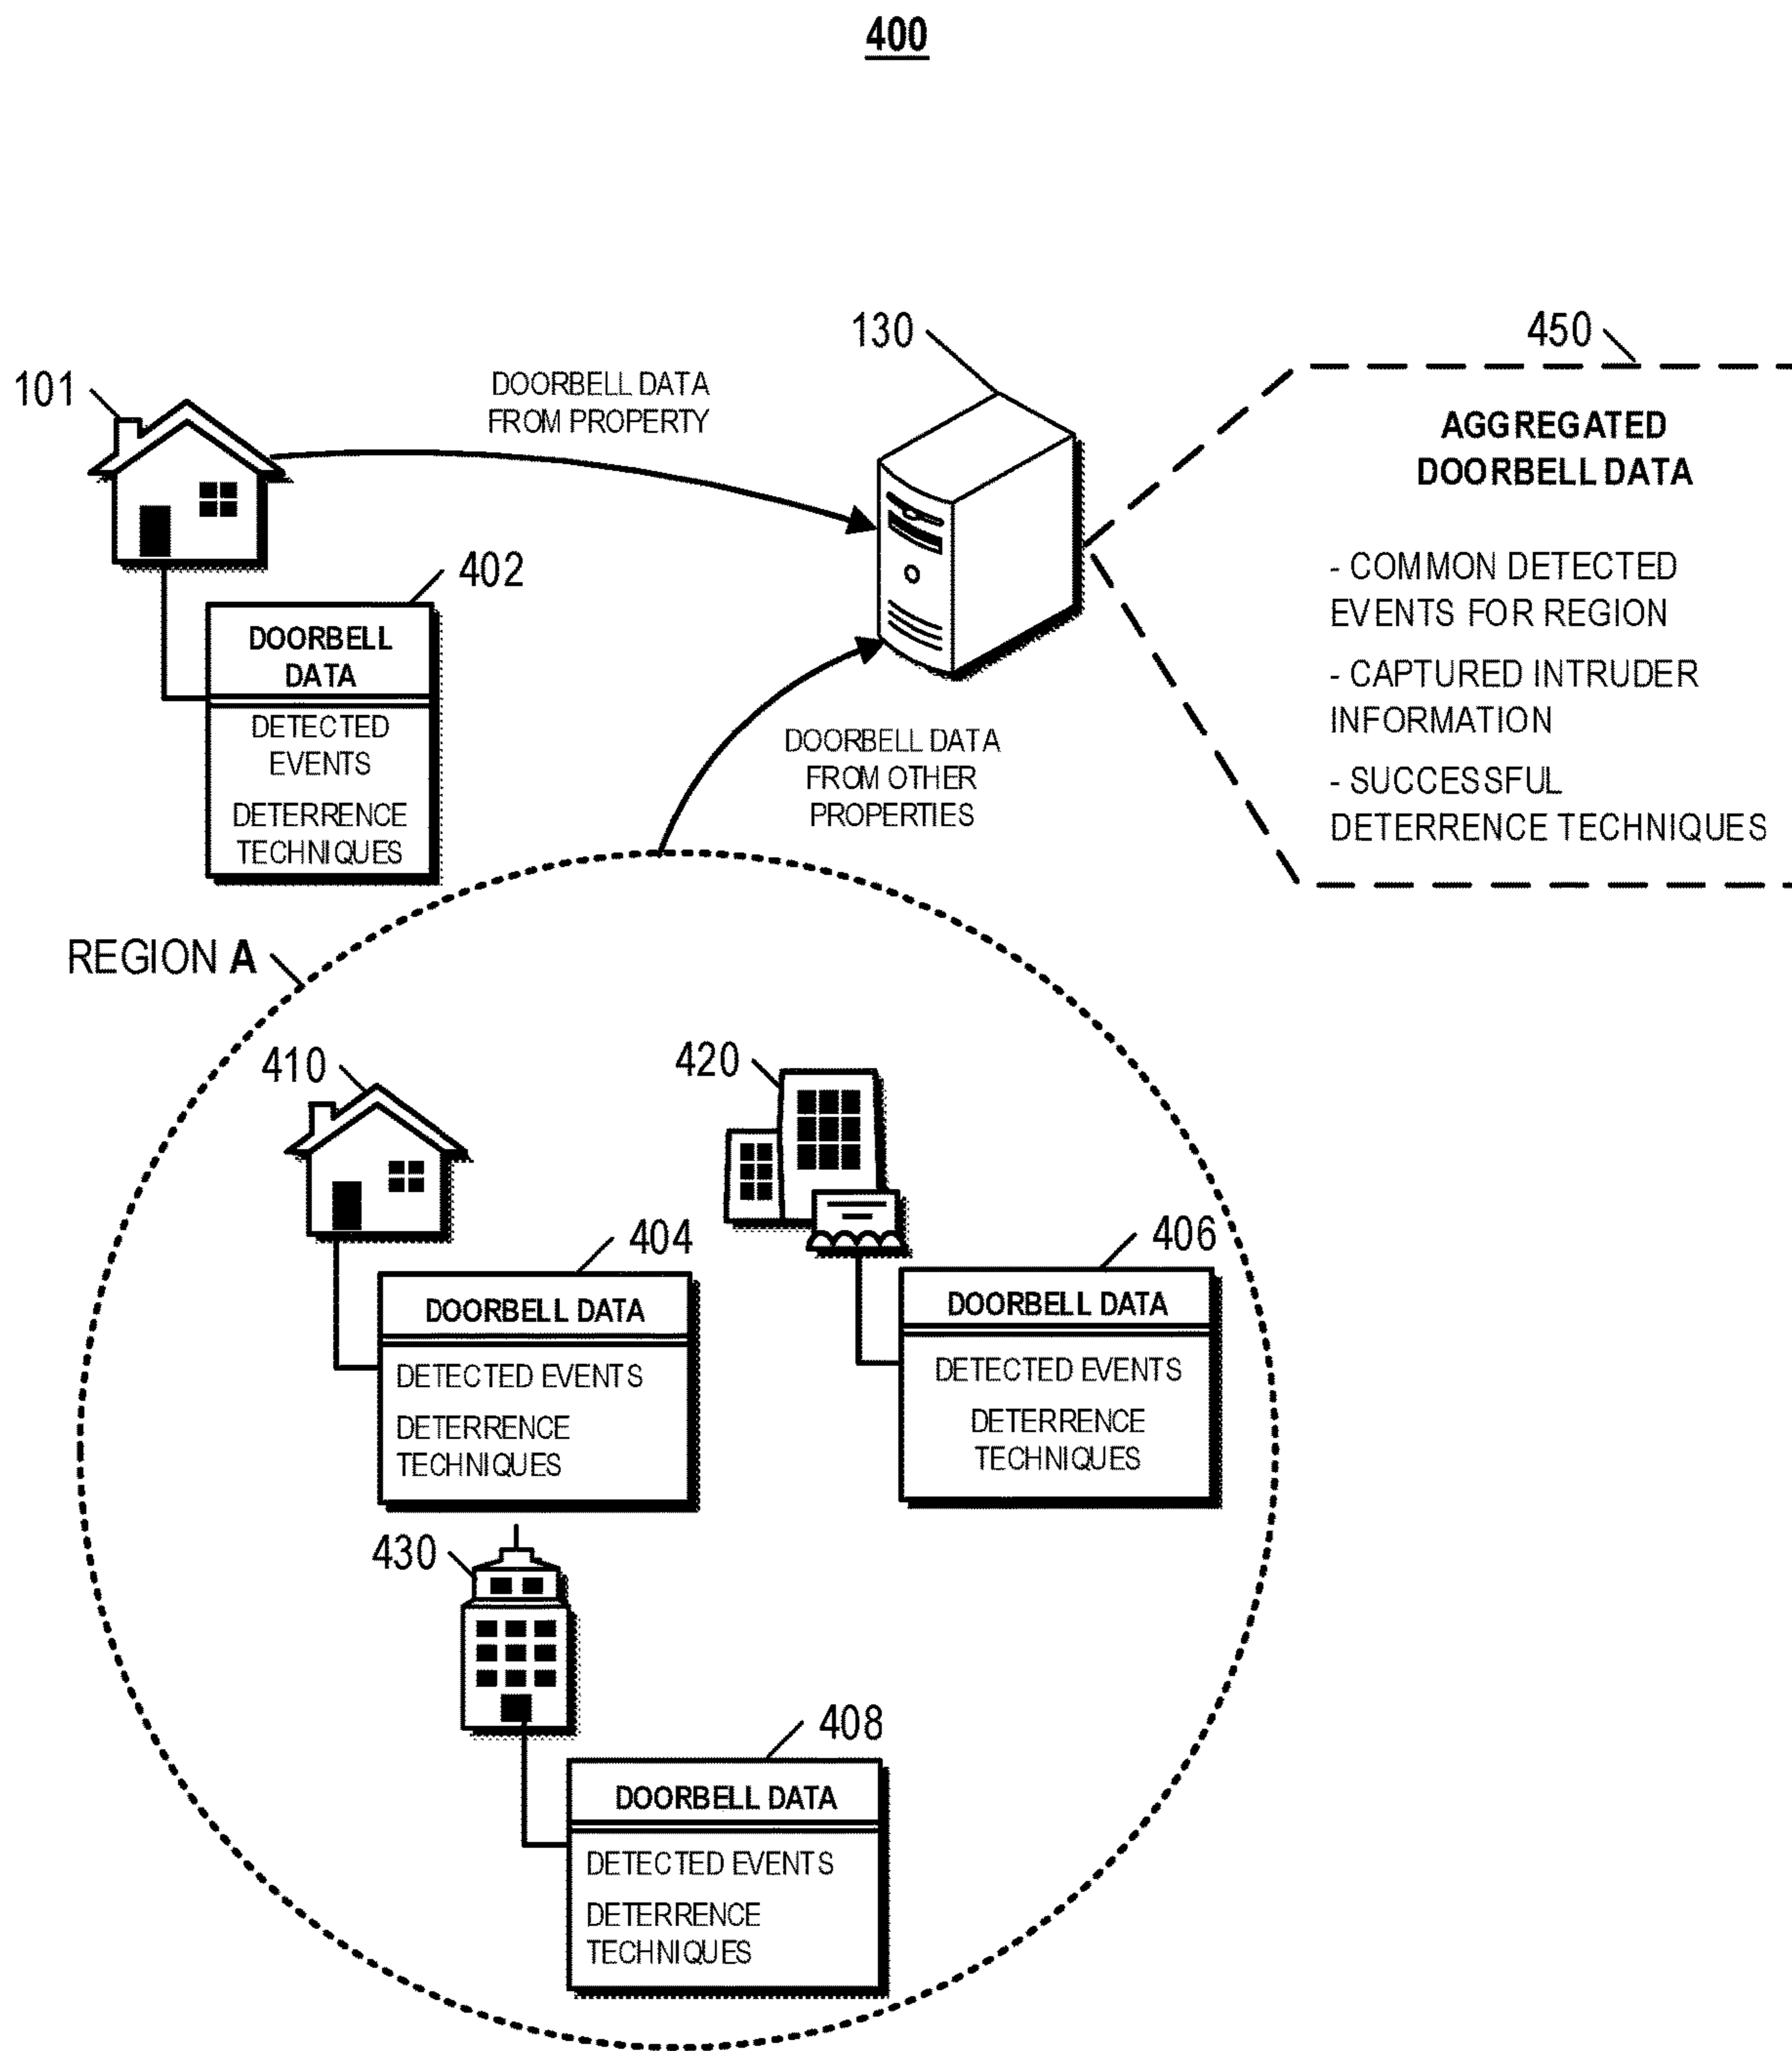 400
101
DOORBELL DATA
FROM PROPERTY
130
450
AGGREGATED
DOORBELL DATA
- COMMON DETECTED
EVENTS FOR REGION
- CAPTURED INTRUDER
INFORMATION
- SUCCESSFUL
DETERRENCE TECHNIQUES
402
DOORBELL
DATA
DETECTED
EVENTS
DETERRENCE
TECHNIQUES
DOORBELL DATA
FROM OTHER
PROPERTIES
REGION A
410
404
DOORBELL DATA
DETECTED EVENTS
DETERRENCE
TECHNIQUES
420
406
DOORBELL DATA
DETECTED EVENTS
DETERRENCE
TECHNIQUES
430
408
DOORBELL DATA
DETECTED EVENTS
DETERRENCE
TECHNIQUES